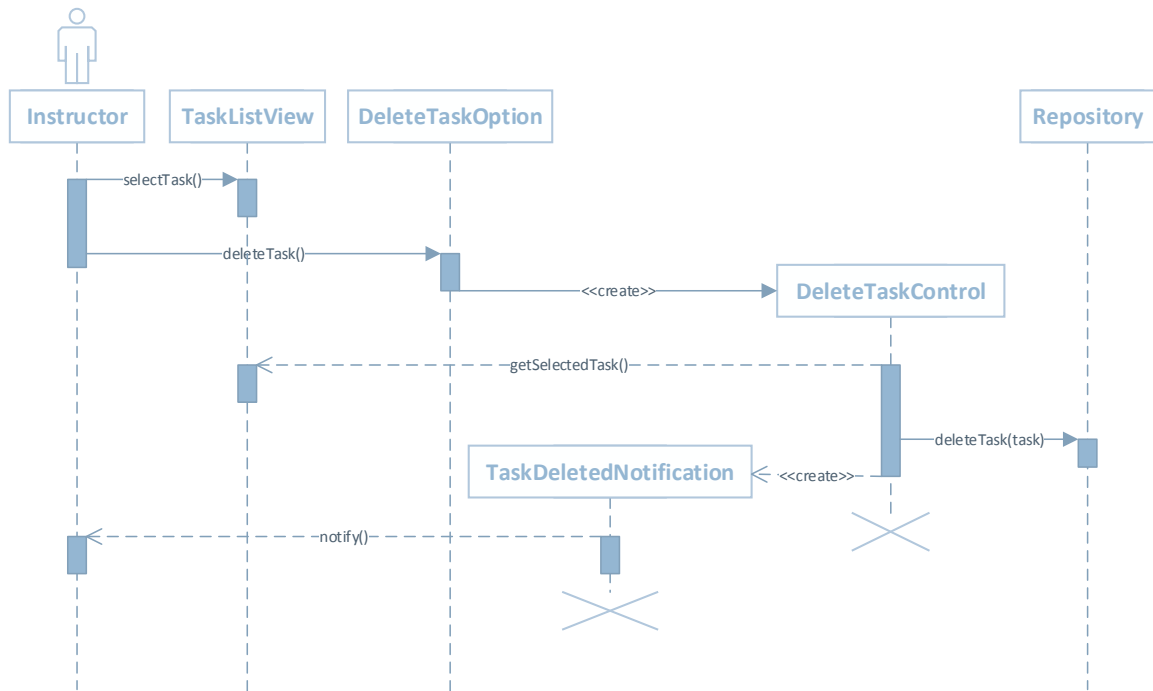 Instructor
TaskListView
DeleteTaskOption
Repository
selectTask()
deleteTask()
<<create>>
DeleteTaskControl
getSelectedTask()
deleteTask(task)
TaskDeletedNotification
<<create>>
notify()